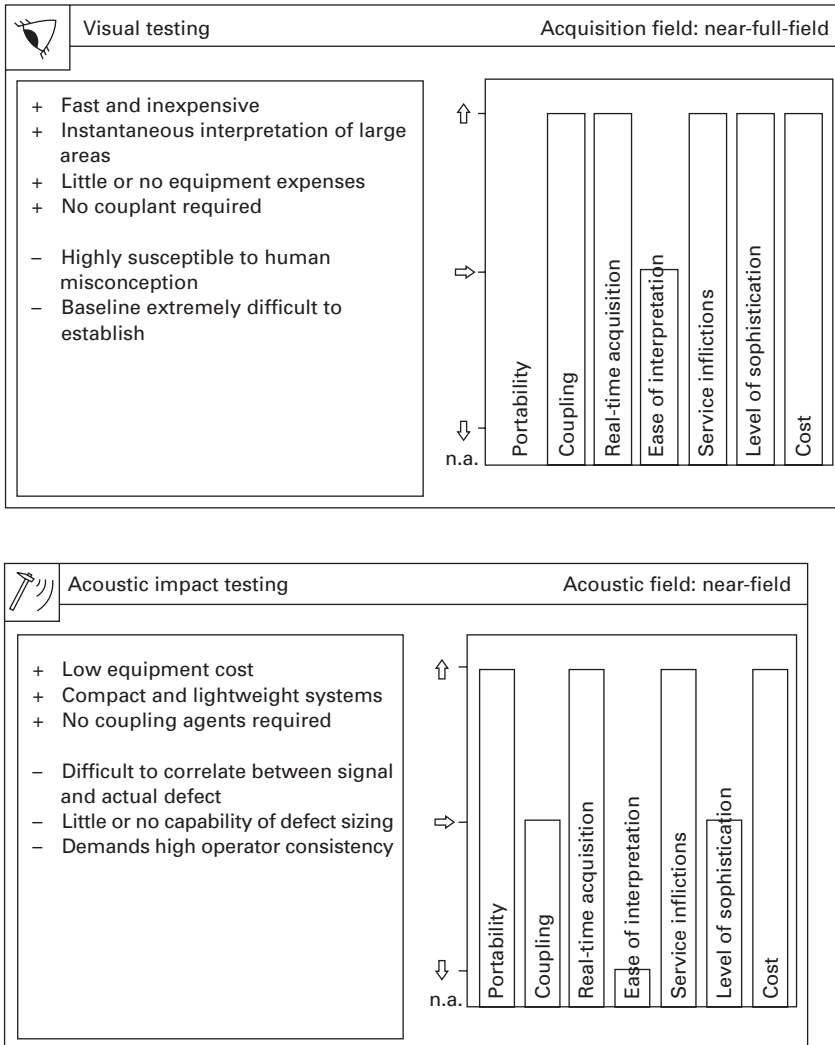 Visual testing Acquisition field: near-full-field
+ Fast and inexpensive
+ Instantaneous interpretation of large
areas
+ Little or no equipment expenses
+ No couplant required
– Highly susceptible to human
misconception
– Baseline extremely difficult to
establish
n.a.
Portability
Coupling
Real-time acquisition
Ease of interpretation
Service inflictions
Level of sophistication
Cost
Acoustic impact testing Acoustic field: near-field
+ Low equipment cost
+ Compact and lightweight systems
+ No coupling agents required
– Difficult to correlate between signal
and actual defect
– Little or no capability of defect sizing
– Demands high operator consistency
n.a.
Portability
Coupling
Real-time acquisition
Ease of interpretation
Service inflictions
Level of sophistication
Cost